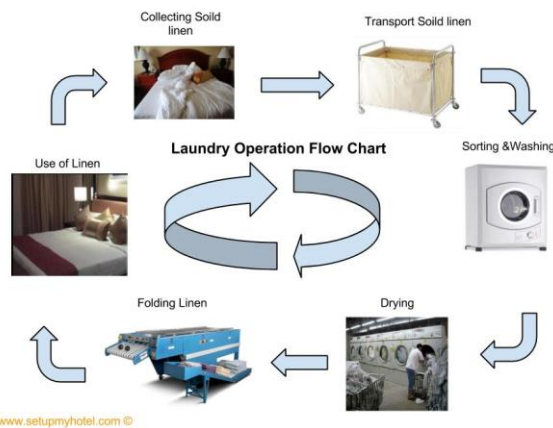 Collecting Soild
linen
Transport Soild linen
Laundry Operation Flow Chart
Use of Linen
Sorting &Washing
Folding Linen
Drying
www.setupmyhotel.com ©